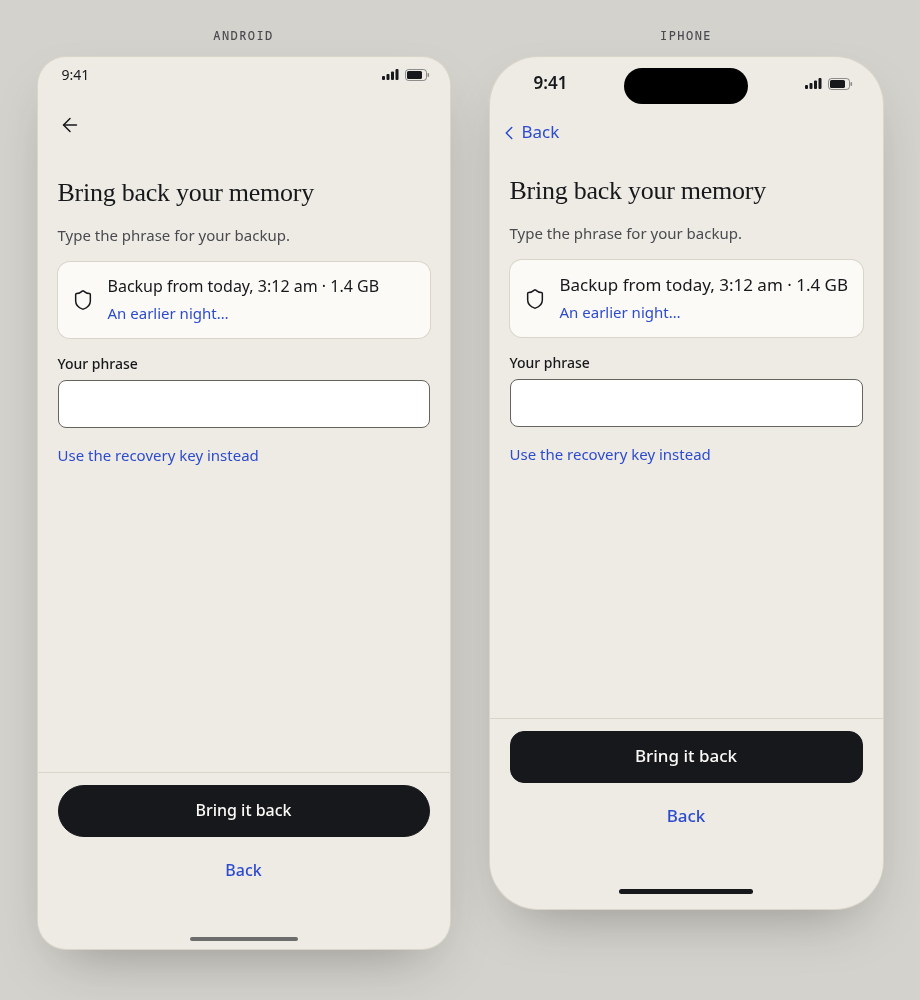 ANDROID
9:41
Bring back your memory
Type the phrase for your backup.
Backup from today, 3:12 am · 1.4 GB
An earlier night…
Your phrase
Use the recovery key instead
Bring it back
Back
IPHONE
9:41
Back
Bring back your memory
Type the phrase for your backup.
Backup from today, 3:12 am · 1.4 GB
An earlier night…
Your phrase
Use the recovery key instead
Bring it back
Back